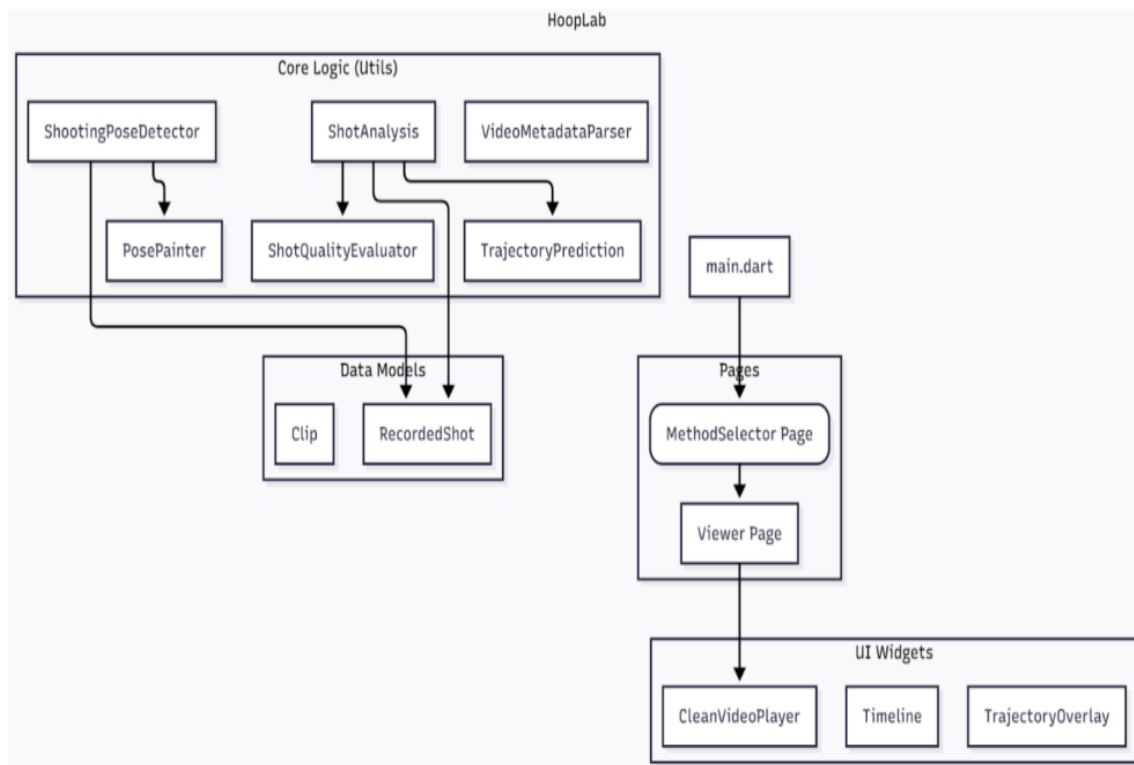 HoopLab
Core Logic (Utils)
ShootingPoseDetector
ShotAnalysis
VideoMetadataParser
PosePainter
ShotQualityEvaluator
TrajectoryPrediction
main.dart
Data Models
Pages
Clip
RecordedShot
MethodSelector Page
Viewer Page
UI Widgets
CleanVideoPlayer
Timeline
TrajectoryOverlay